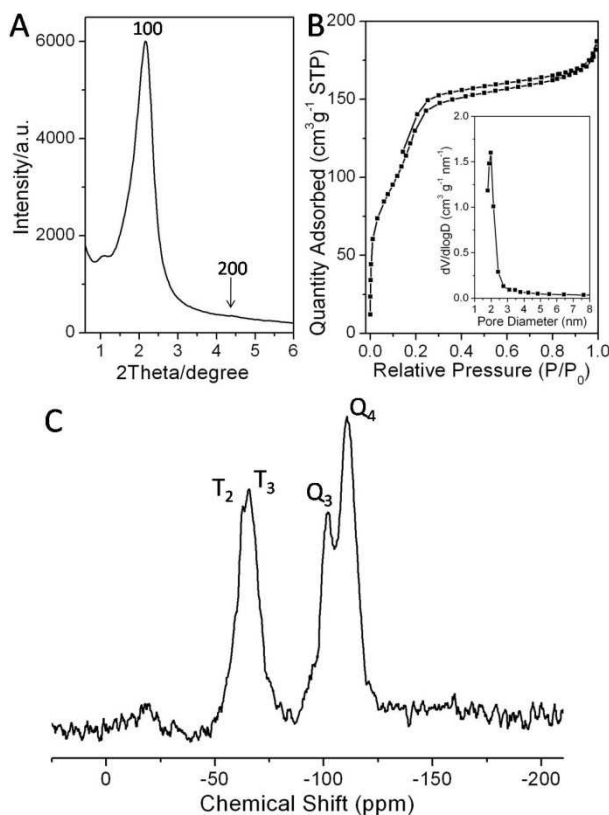 A
100
6000
4000
2000
0
200
1 2 3 4 5 6
2Theta/degree
Intensity/a.u.
B
200
175
150
125
100
75
50
25
0
0.0 0.2 0.4 0.6 0.8 1.0
Relative Pressure (P/P0)
Quantity Adsorbed (cm3g-1 STP)
2.0
1.5
1.0
0.5
0.0
1 2 3 4 5 6 7 8
Pore Diameter (nm)
dV/dlogD (cm3 g-1 nm-1)
C
T2
T3
Q3
Q4
0 -50 -100 -150 -200
Chemical Shift (ppm)